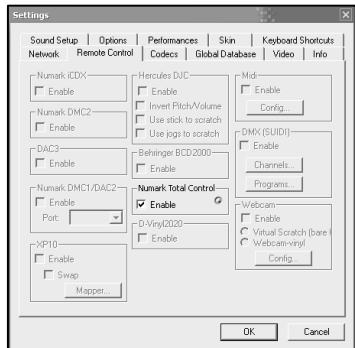 Settings
Sound Setup Options Performances Skin Keyboard Shortcuts
Network Remote Control Codecs Global Database Video Info
Numark iCDX
Enable
Numark DMC2
Enable
DAC3
Enable
Numark DMC1/DAC2
Enable
Port:
XP10
Enable
Swap
Mapper...
Hercules DJC
Enable
Invert Pitch/Volume
Use stick to scratch
Use jogs to scratch
Behringer BCD2000
Enable
Numark Total Control
Enable
D-Vinyl2020
Enable
Midi
Enable
Config...
DMX (SUIDI)
Enable
Channels...
Programs...
Webcam
Enable
Virtual Scratch (bare
Webcam-vinyl
Config...
OK Cancel